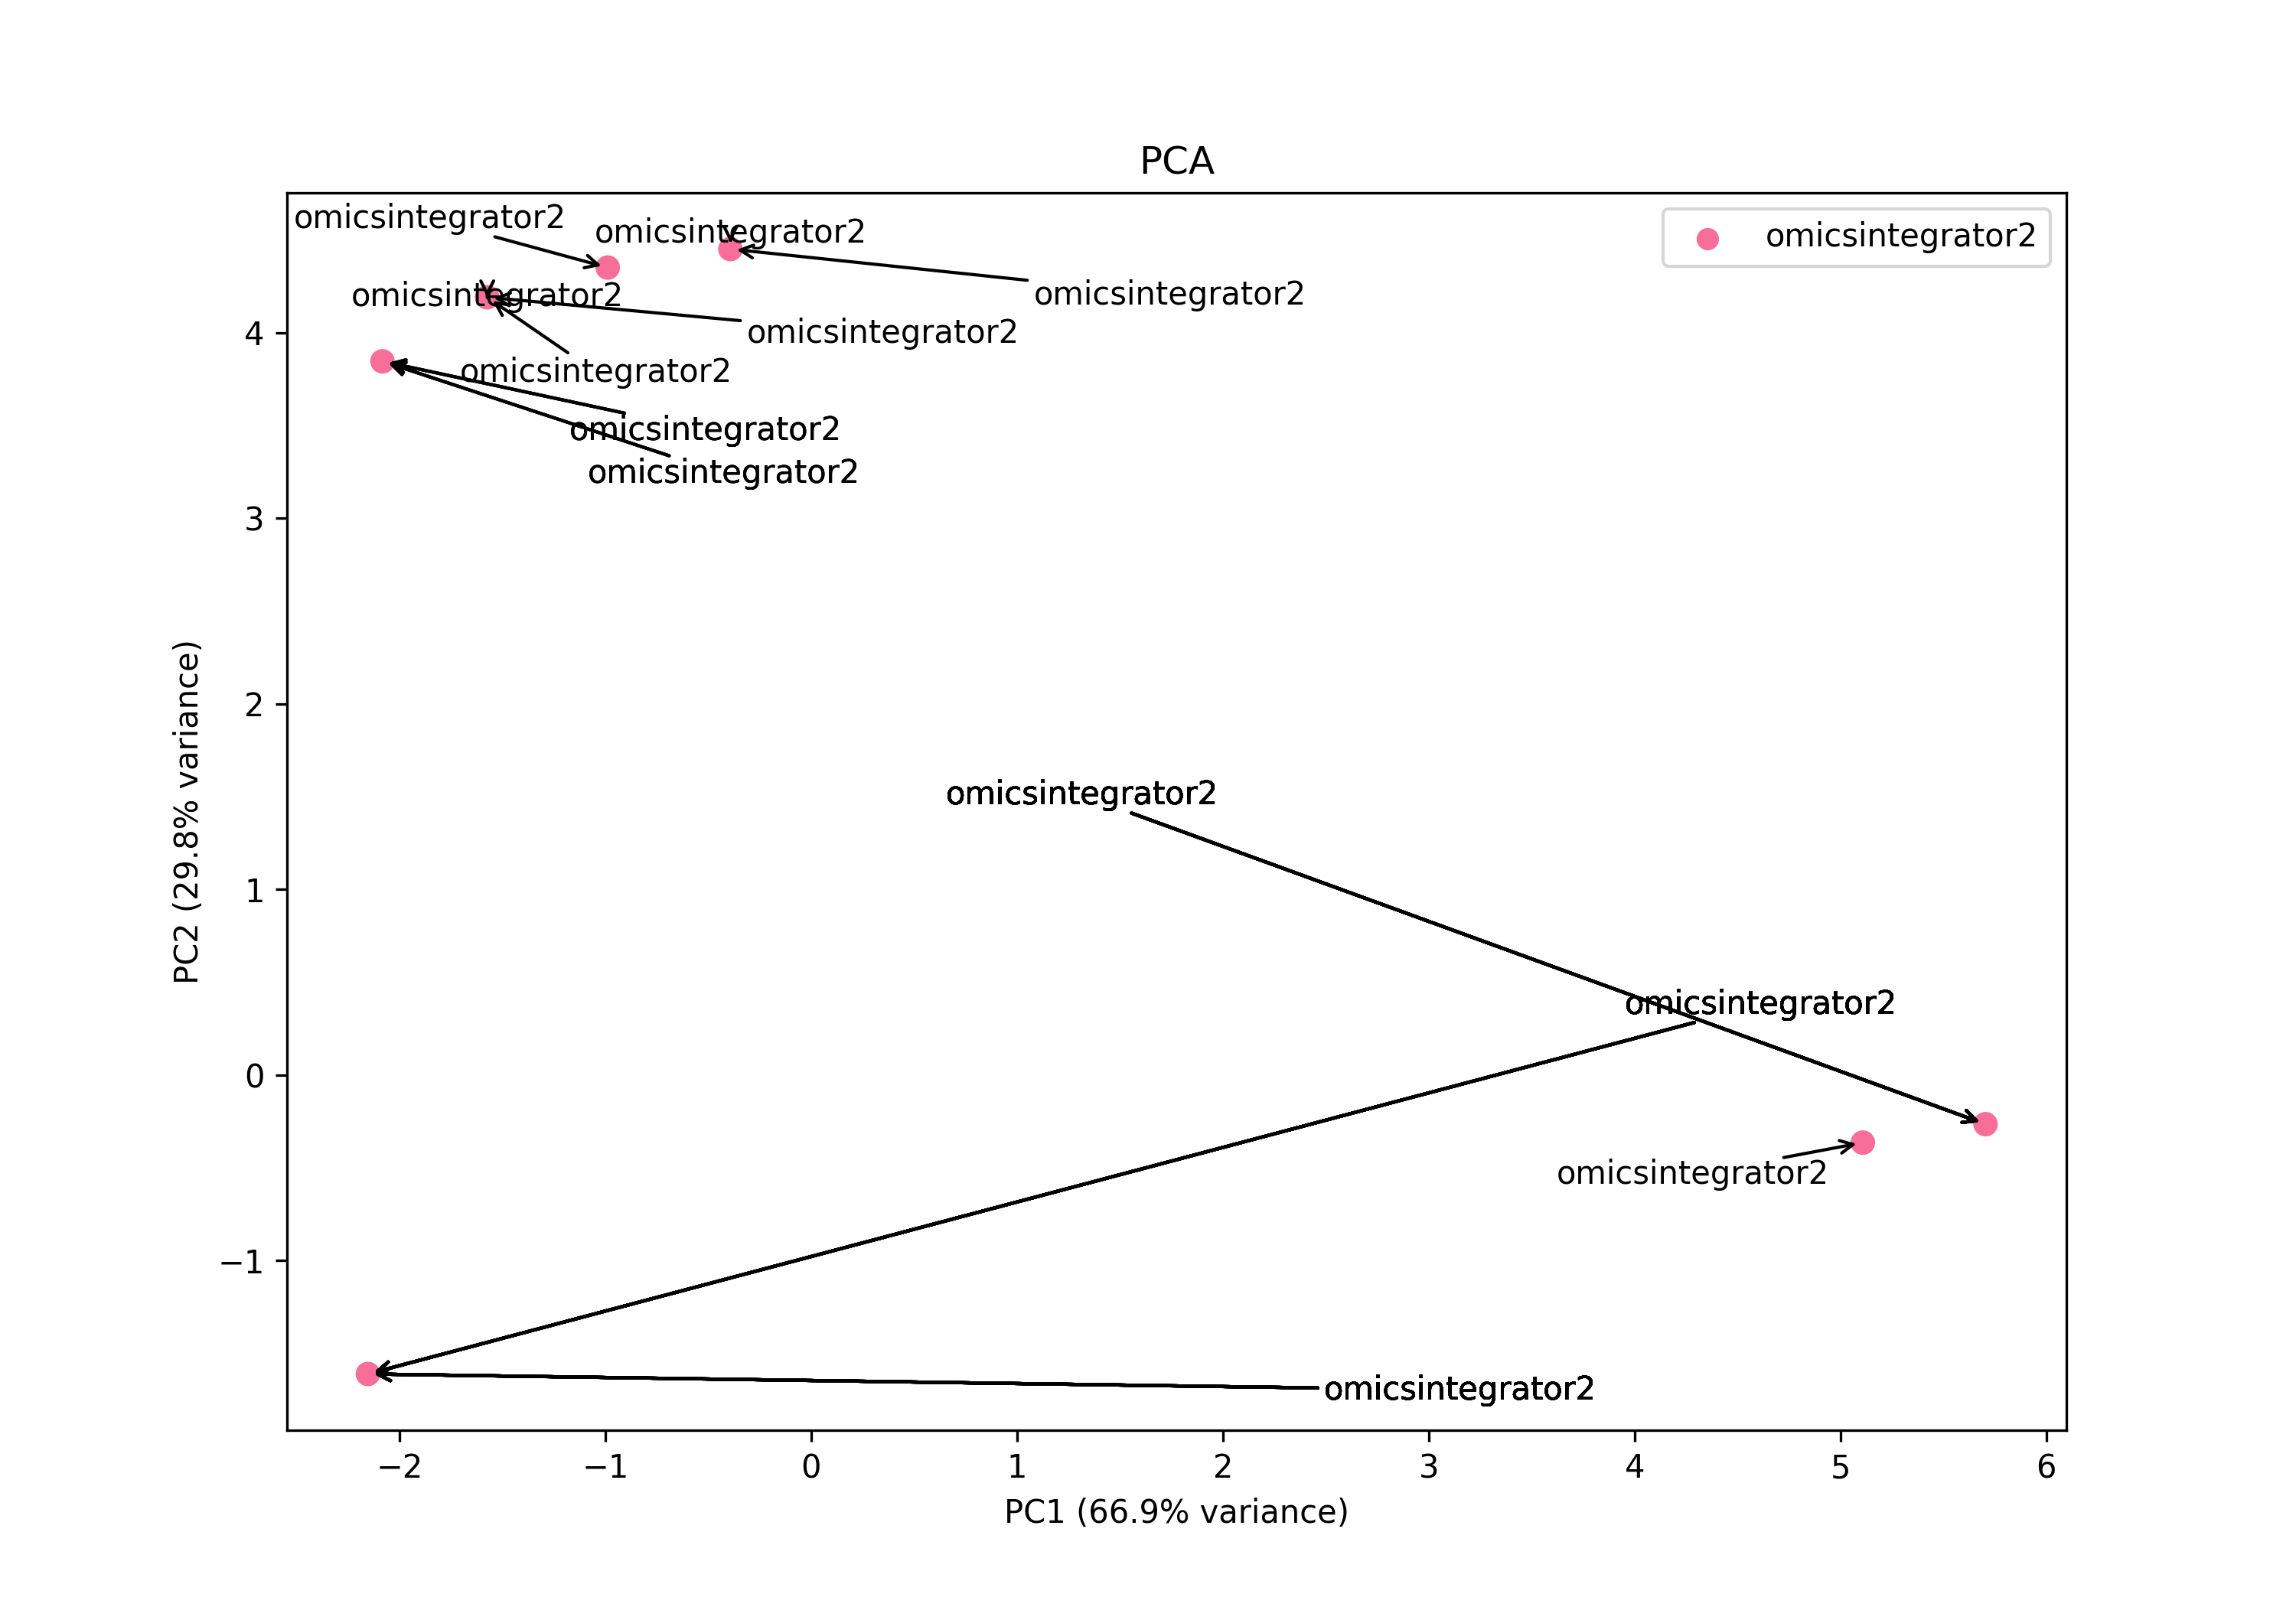 PCA
omicsintegrator2
omicsintegrator2
omicsintegrator2
omicsintegrator2
omicsintegrator2
omicsintegrator2
omicsintegrator2
omicsintegrator2
omicsintegrator2
omicsintegrator2
omicsintegrator2
omicsintegrator2
omicsintegrator2
4
3
2
1
0
−1
PC2 (29.8% variance)
−2 −1 0 1 2 3 4 5 6
PC1 (66.9% variance)